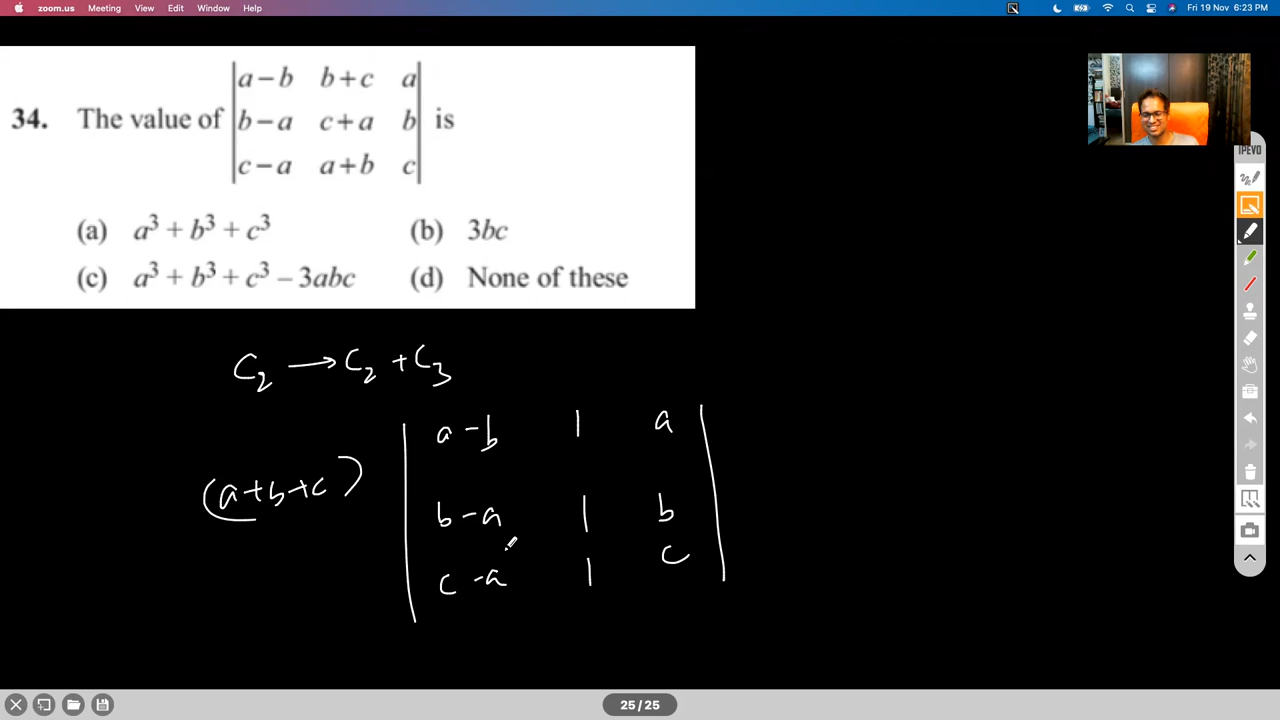 zoom.us Meeting View Edit Window Help Fri 19 Nov 6:23 PM
34. The value of |a−b b+c a| is
|b−a c+a b|
|c−a a+b c|
(a) a³ + b³ + c³ (b) 3bc
(c) a³ + b³ + c³ − 3abc (d) None of these
C₂ → C₂ + C₃
| a−b 1 a |
(a+b+c) | b−a 1 b |
| c−a 1 c |
IPEVO
25 / 25